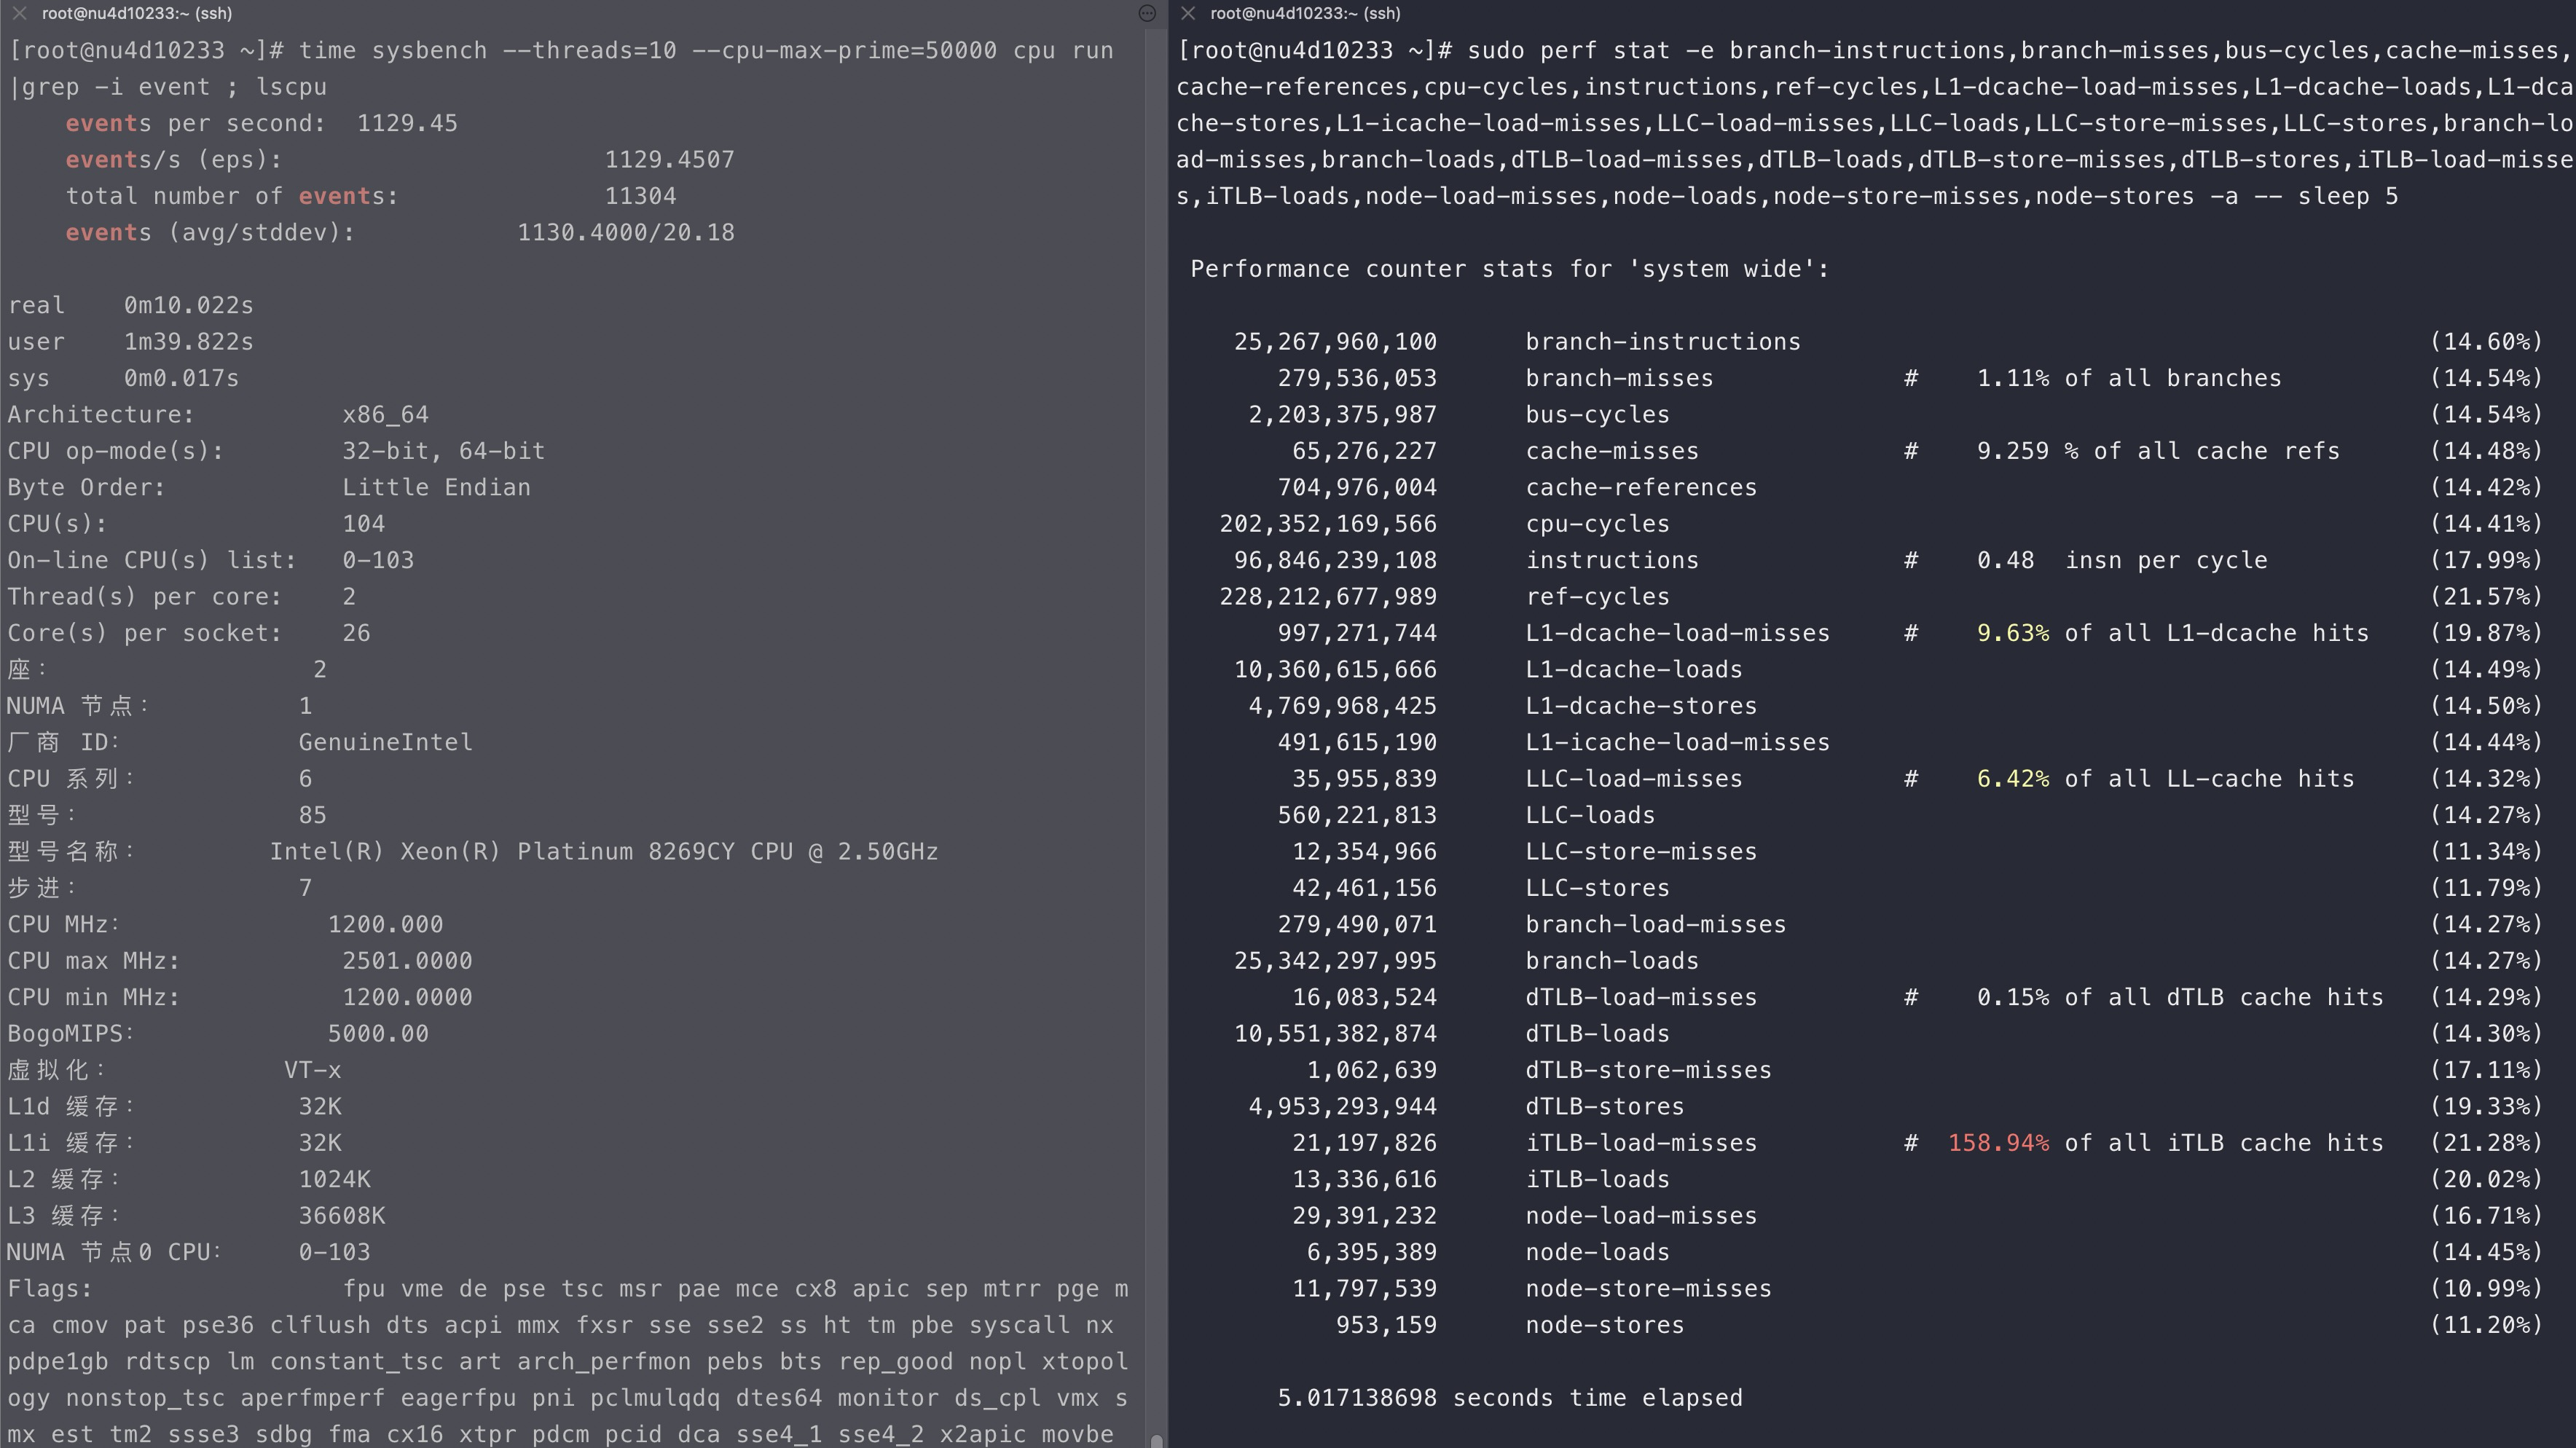 root@nu4d10233:~ (ssh)
[root@nu4d10233 ~]# time sysbench --threads=10 --cpu-max-prime=50000 cpu run
|grep -i event ; lscpu
events per second: 1129.45
events/s (eps): 1129.4507
total number of events: 11304
events (avg/stddev): 1130.4000/20.18
real 0m10.022s
user 1m39.822s
sys 0m0.017s
Architecture: x86_64
CPU op-mode(s): 32-bit, 64-bit
Byte Order: Little Endian
CPU(s): 104
On-line CPU(s) list: 0-103
Thread(s) per core: 2
Core(s) per socket: 26
座: 2
NUMA 节点: 1
厂商 ID: GenuineIntel
CPU 系列: 6
型号: 85
型号名称: Intel(R) Xeon(R) Platinum 8269CY CPU @ 2.50GHz
步进: 7
CPU MHz: 1200.000
CPU max MHz: 2501.0000
CPU min MHz: 1200.0000
BogoMIPS: 5000.00
虚拟化: VT-x
L1d 缓存: 32K
L1i 缓存: 32K
L2 缓存: 1024K
L3 缓存: 36608K
NUMA 节点0 CPU: 0-103
Flags: fpu vme de pse tsc msr pae mce cx8 apic sep mtrr pge m
ca cmov pat pse36 clflush dts acpi mmx fxsr sse sse2 ss ht tm pbe syscall nx
pdpe1gb rdtscp lm constant_tsc art arch_perfmon pebs bts rep_good nopl xtopol
ogy nonstop_tsc aperfmperf eagerfpu pni pclmulqdq dtes64 monitor ds_cpl vmx s
mx est tm2 ssse3 sdbg fma cx16 xtpr pdcm pcid dca sse4_1 sse4_2 x2apic movbe
root@nu4d10233:~ (ssh)
[root@nu4d10233 ~]# sudo perf stat -e branch-instructions,branch-misses,bus-cycles,cache-misses,
cache-references,cpu-cycles,instructions,ref-cycles,L1-dcache-load-misses,L1-dcache-loads,L1-dca
che-stores,L1-icache-load-misses,LLC-load-misses,LLC-loads,LLC-store-misses,LLC-stores,branch-lo
ad-misses,branch-loads,dTLB-load-misses,dTLB-loads,dTLB-store-misses,dTLB-stores,iTLB-load-misse
s,iTLB-loads,node-load-misses,node-loads,node-store-misses,node-stores -a -- sleep 5
Performance counter stats for 'system wide':
25,267,960,100 branch-instructions (14.60%)
279,536,053 branch-misses # 1.11% of all branches (14.54%)
2,203,375,987 bus-cycles (14.54%)
65,276,227 cache-misses # 9.259 % of all cache refs (14.48%)
704,976,004 cache-references (14.42%)
202,352,169,566 cpu-cycles (14.41%)
96,846,239,108 instructions # 0.48 insn per cycle (17.99%)
228,212,677,989 ref-cycles (21.57%)
997,271,744 L1-dcache-load-misses # 9.63% of all L1-dcache hits (19.87%)
10,360,615,666 L1-dcache-loads (14.49%)
4,769,968,425 L1-dcache-stores (14.50%)
491,615,190 L1-icache-load-misses (14.44%)
35,955,839 LLC-load-misses # 6.42% of all LL-cache hits (14.32%)
560,221,813 LLC-loads (14.27%)
12,354,966 LLC-store-misses (11.34%)
42,461,156 LLC-stores (11.79%)
279,490,071 branch-load-misses (14.27%)
25,342,297,995 branch-loads (14.27%)
16,083,524 dTLB-load-misses # 0.15% of all dTLB cache hits (14.29%)
10,551,382,874 dTLB-loads (14.30%)
1,062,639 dTLB-store-misses (17.11%)
4,953,293,944 dTLB-stores (19.33%)
21,197,826 iTLB-load-misses # 158.94% of all iTLB cache hits (21.28%)
13,336,616 iTLB-loads (20.02%)
29,391,232 node-load-misses (16.71%)
6,395,389 node-loads (14.45%)
11,797,539 node-store-misses (10.99%)
953,159 node-stores (11.20%)
5.017138698 seconds time elapsed